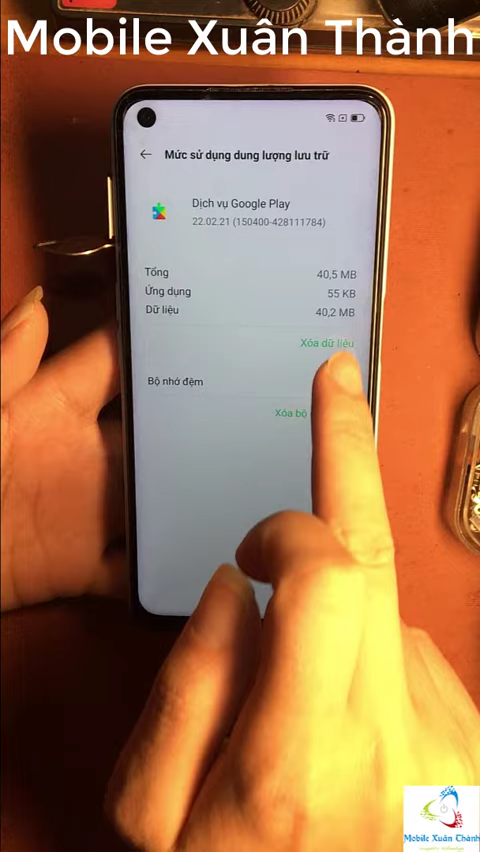 Mobile Xuân Thành
Mức sử dụng dung lượng lưu trữ
Dịch vụ Google Play
22.02.21 (150400-428111784)
Tổng 40,5 MB
Ứng dụng 55 KB
Dữ liệu 40,2 MB
Xóa dữ liệu
Bộ nhớ đệm
Xóa bộ
Mobile Xuân Thành